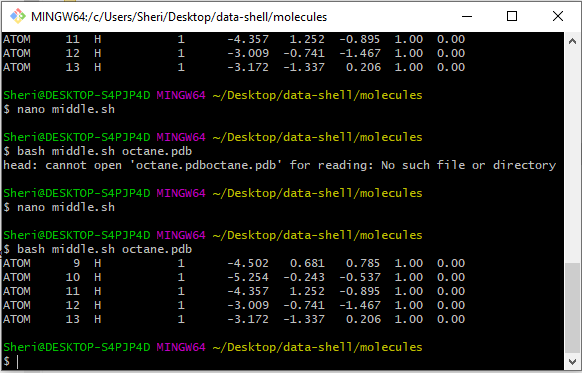 MINGW64:/c/Users/Sheri/Desktop/data-shell/molecules
ATOM     11  H           1      -4.357   1.252  -0.895  1.00  0.00
ATOM     12  H           1      -3.009  -0.741  -1.467  1.00  0.00
ATOM     13  H           1      -3.172  -1.337   0.206  1.00  0.00
Sheri@DESKTOP-S4PJP4D MINGW64 ~/Desktop/data-shell/molecules
$ nano middle.sh
Sheri@DESKTOP-S4PJP4D MINGW64 ~/Desktop/data-shell/molecules
$ bash middle.sh octane.pdb
head: cannot open 'octane.pdboctane.pdb' for reading: No such file or directory
Sheri@DESKTOP-S4PJP4D MINGW64 ~/Desktop/data-shell/molecules
$ nano middle.sh
Sheri@DESKTOP-S4PJP4D MINGW64 ~/Desktop/data-shell/molecules
$ bash middle.sh octane.pdb
ATOM      9  H           1      -4.502   0.681   0.785  1.00  0.00
ATOM     10  H           1      -5.254  -0.243  -0.537  1.00  0.00
ATOM     11  H           1      -4.357   1.252  -0.895  1.00  0.00
ATOM     12  H           1      -3.009  -0.741  -1.467  1.00  0.00
ATOM     13  H           1      -3.172  -1.337   0.206  1.00  0.00
Sheri@DESKTOP-S4PJP4D MINGW64 ~/Desktop/data-shell/molecules
$